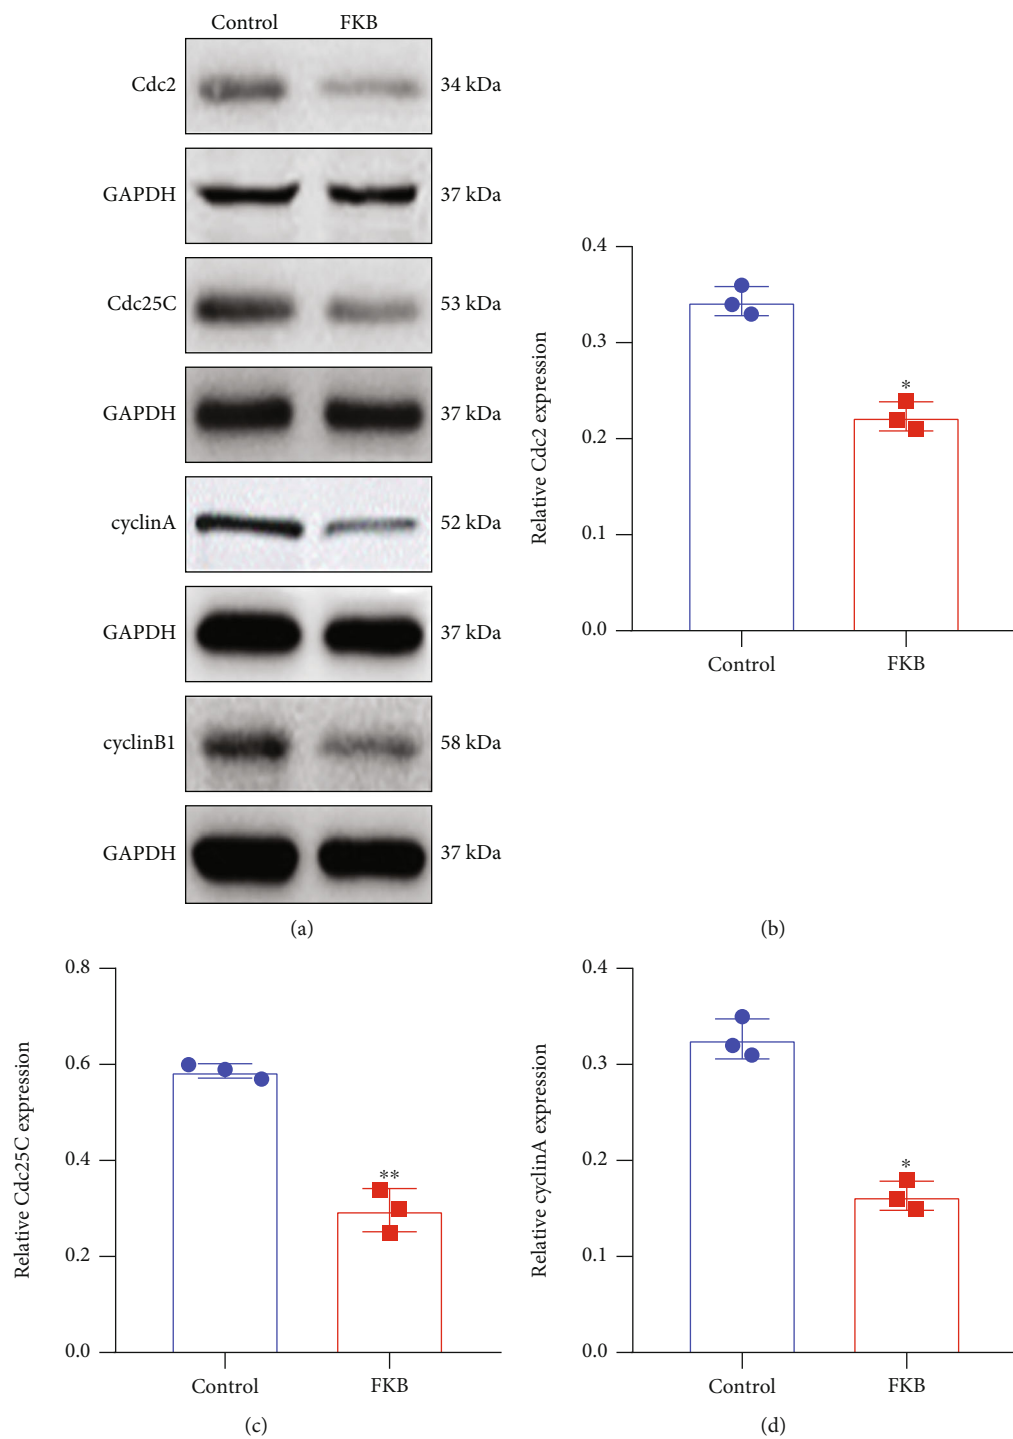 Control FKB
Cdc2 34 kDa
GAPDH 37 kDa
Cdc25C 53 kDa
GAPDH 37 kDa
cyclinA 52 kDa
GAPDH 37 kDa
cyclinB1 58 kDa
GAPDH 37 kDa
(a)
Relative Cdc2 expression
0.4
0.3
0.2
0.1
0.0
*
Control FKB
(b)
Relative Cdc25C expression
0.8
0.6
0.4
0.2
0.0
**
Control FKB
(c)
Relative cyclinA expression
0.4
0.3
0.2
0.1
0.0
*
Control FKB
(d)